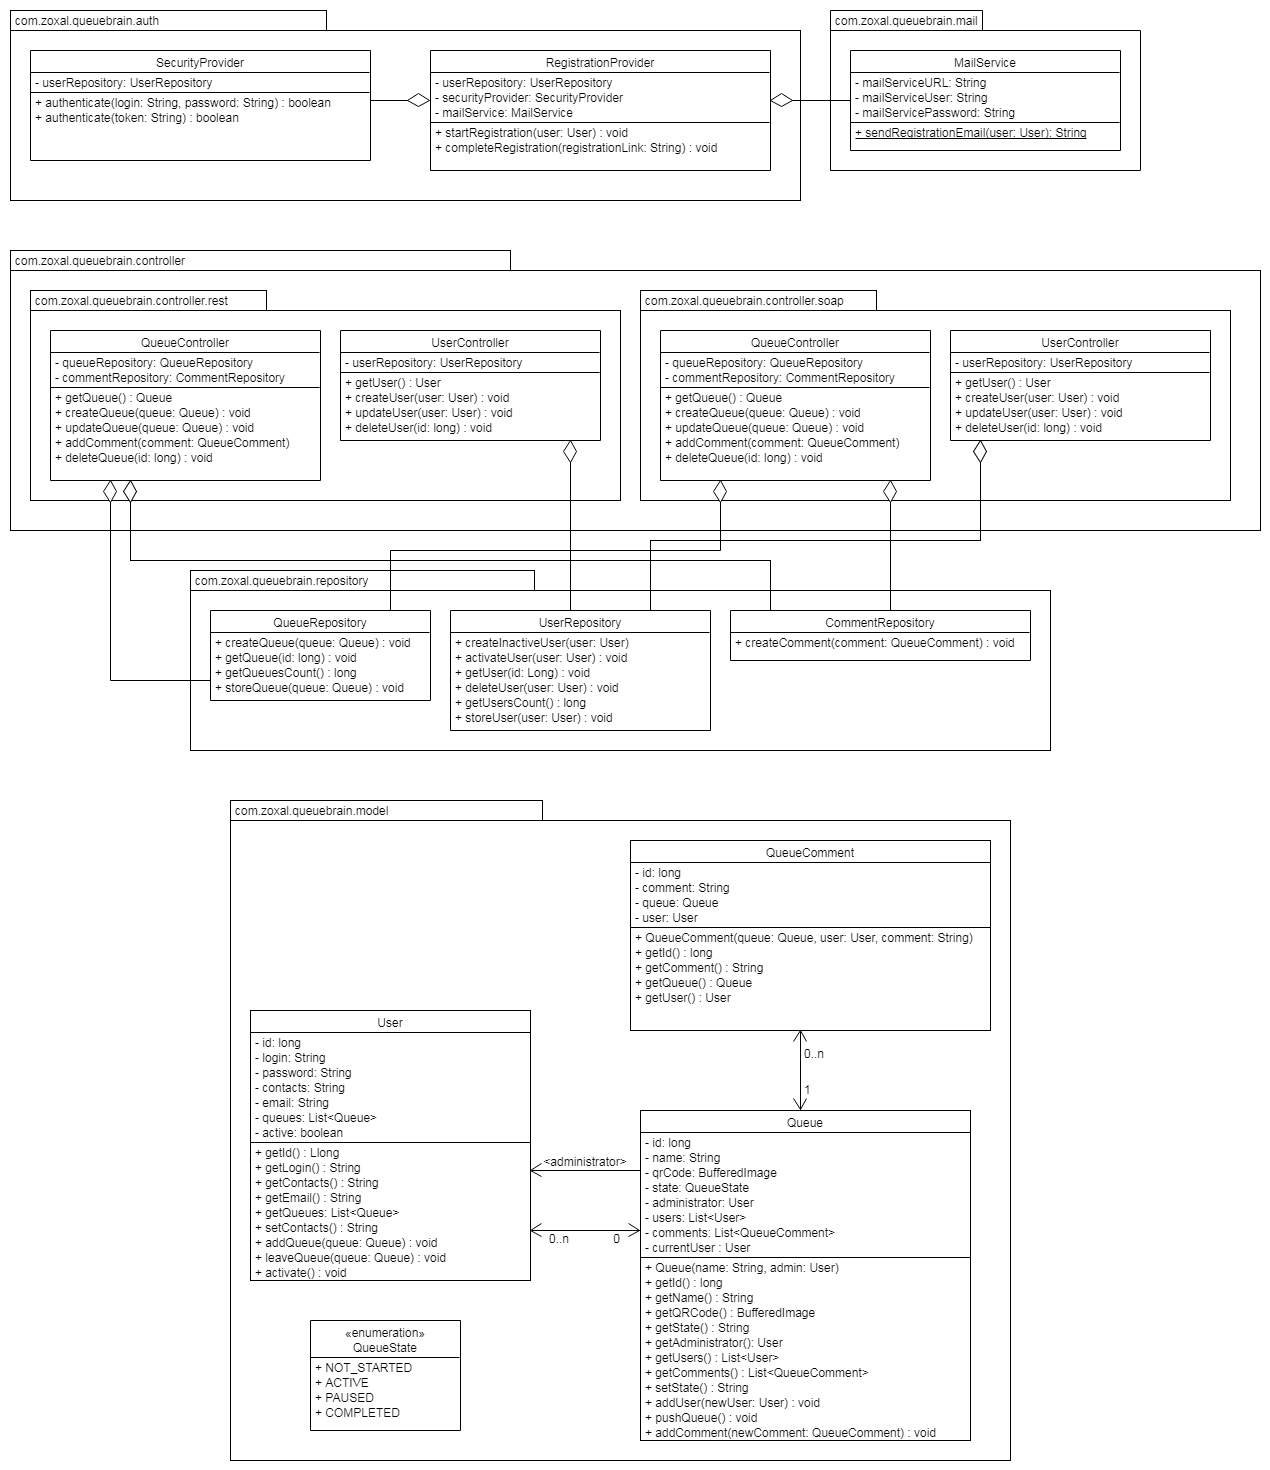 com.zoxal.queuebrain.auth
SecurityProvider
- userRepository: UserRepository
+ authenticate(login: String, password: String) : boolean
+ authenticate(token: String) : boolean
RegistrationProvider
- userRepository: UserRepository
- securityProvider: SecurityProvider
- mailService: MailService
+ startRegistration(user: User) : void
+ completeRegistration(registrationLink: String) : void
com.zoxal.queuebrain.mail
MailService
- mailServiceURL: String
- mailServiceUser: String
- mailServicePassword: String
+ sendRegistrationEmail(user: User): String
com.zoxal.queuebrain.controller
com.zoxal.queuebrain.controller.rest
QueueController
- queueRepository: QueueRepository
- commentRepository: CommentRepository
+ getQueue() : Queue
+ createQueue(queue: Queue) : void
+ updateQueue(queue: Queue) : void
+ addComment(comment: QueueComment)
+ deleteQueue(id: long) : void
UserController
- userRepository: UserRepository
+ getUser() : User
+ createUser(user: User) : void
+ updateUser(user: User) : void
+ deleteUser(id: long) : void
com.zoxal.queuebrain.controller.soap
QueueController
- queueRepository: QueueRepository
- commentRepository: CommentRepository
+ getQueue() : Queue
+ createQueue(queue: Queue) : void
+ updateQueue(queue: Queue) : void
+ addComment(comment: QueueComment)
+ deleteQueue(id: long) : void
UserController
- userRepository: UserRepository
+ getUser() : User
+ createUser(user: User) : void
+ updateUser(user: User) : void
+ deleteUser(id: long) : void
com.zoxal.queuebrain.repository
QueueRepository
+ createQueue(queue: Queue) : void
+ getQueue(id: long) : void
+ getQueuesCount() : long
+ storeQueue(queue: Queue) : void
UserRepository
+ createInactiveUser(user: User)
+ activateUser(user: User) : void
+ getUser(id: Long) : void
+ deleteUser(user: User) : void
+ getUsersCount() : long
+ storeUser(user: User) : void
CommentRepository
+ createComment(comment: QueueComment) : void
com.zoxal.queuebrain.model
QueueComment
- id: long
- comment: String
- queue: Queue
- user: User
+ QueueComment(queue: Queue, user: User, comment: String)
+ getId() : long
+ getComment() : String
+ getQueue() : Queue
+ getUser() : User
0..n
1
User
- id: long
- login: String
- password: String
- contacts: String
- email: String
- queues: List<Queue>
- active: boolean
+ getId() : Llong
+ getLogin() : String
+ getContacts() : String
+ getEmail() : String
+ getQueues: List<Queue>
+ setContacts() : String
+ addQueue(queue: Queue) : void
+ leaveQueue(queue: Queue) : void
+ activate() : void
<administrator>
0..n
0
Queue
- id: long
- name: String
- qrCode: BufferedImage
- state: QueueState
- administrator: User
- users: List<User>
- comments: List<QueueComment>
- currentUser : User
+ Queue(name: String, admin: User)
+ getId() : long
+ getName() : String
+ getQRCode() : BufferedImage
+ getState() : String
+ getAdministrator(): User
+ getUsers() : List<User>
+ getComments() : List<QueueComment>
+ setState() : String
+ addUser(newUser: User) : void
+ pushQueue() : void
+ addComment(newComment: QueueComment) : void
«enumeration»
QueueState
+ NOT_STARTED
+ ACTIVE
+ PAUSED
+ COMPLETED